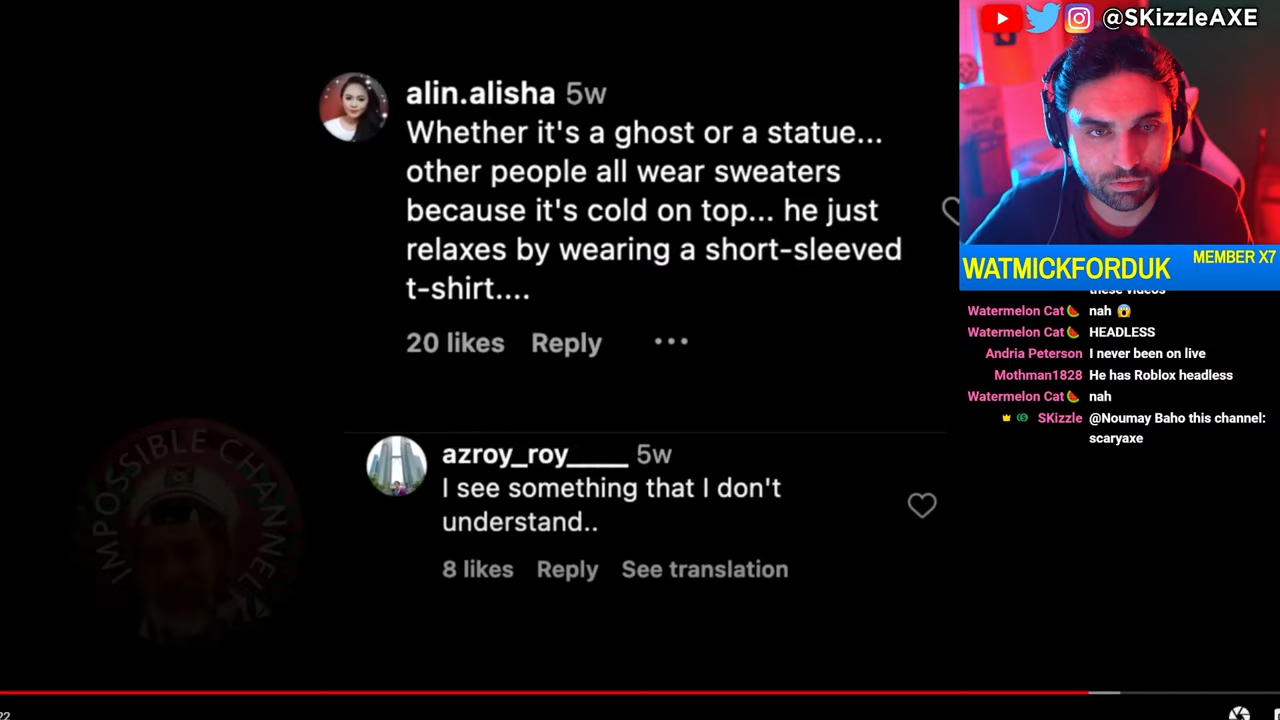 @SKizzleAXE
alin.alisha 5w
Whether it's a ghost or a statue...
other people all wear sweaters
because it's cold on top... he just
relaxes by wearing a short-sleeved
t-shirt....
20 likes Reply
azroy_roy_____ 5w
I see something that I don't
understand..
8 likes Reply See translation
IMPOSSIBLE CHANNEL
WATMICKFORDUK
MEMBER X7
these videos
Watermelon Cat🍉 nah 😱
Watermelon Cat🍉 HEADLESS
Andria Peterson I never been on live
Mothman1828 He has Roblox headless
Watermelon Cat🍉 nah
SKizzle @Noumay Baho this channel:
scaryaxe
22